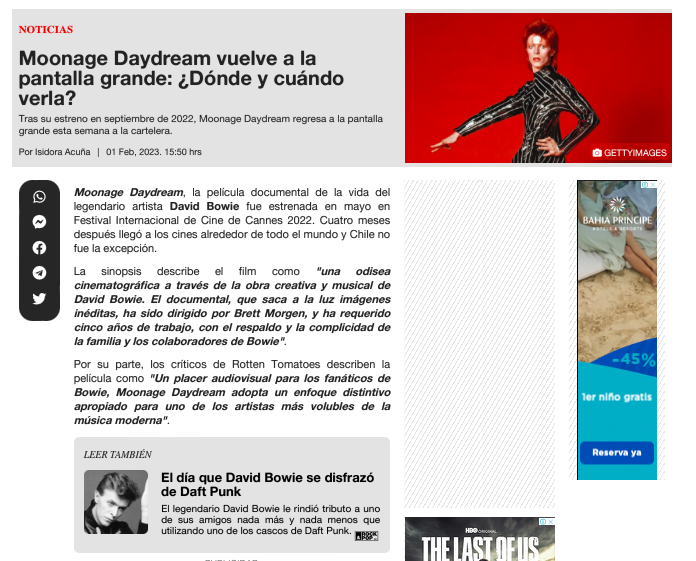 NOTICIAS
Moonage Daydream vuelve a la
pantalla grande: ¿Dónde y cuándo
verla?
Tras su estreno en septiembre de 2022, Moonage Daydream regresa a la pantalla
grande esta semana a la cartelera.
Por Isidora Acuña | 01 Feb, 2023. 15:50 hrs
GETTYIMAGES
Moonage Daydream, la película documental de la vida del
legendario artista David Bowie fue estrenada en mayo en
Festival Internacional de Cine de Cannes 2022. Cuatro meses
después llegó a los cines alrededor de todo el mundo y Chile no
fue la excepción.
La sinopsis describe el film como "una odisea
cinematográfica a través de la obra creativa y musical de
David Bowie. El documental, que saca a la luz imágenes
inéditas, ha sido dirigido por Brett Morgen, y ha requerido
cinco años de trabajo, con el respaldo y la complicidad de
la familia y los colaboradores de Bowie".
Por su parte, los críticos de Rotten Tomatoes describen la
película como "Un placer audiovisual para los fanáticos de
Bowie, Moonage Daydream adopta un enfoque distintivo
apropiado para uno de los artistas más volubles de la
música moderna".
LEER TAMBIÉN
El día que David Bowie se disfrazó
de Daft Punk
El legendario David Bowie le rindió tributo a uno
de sus amigos nada más y nada menos que
utilizando uno de los cascos de Daft Punk.
ROCK
POP
BAHIA PRINCIPE
HOTELS & RESORTS
-45%
1er niño gratis
Reserva ya
HBO ORIGINAL
THE LAST OF US